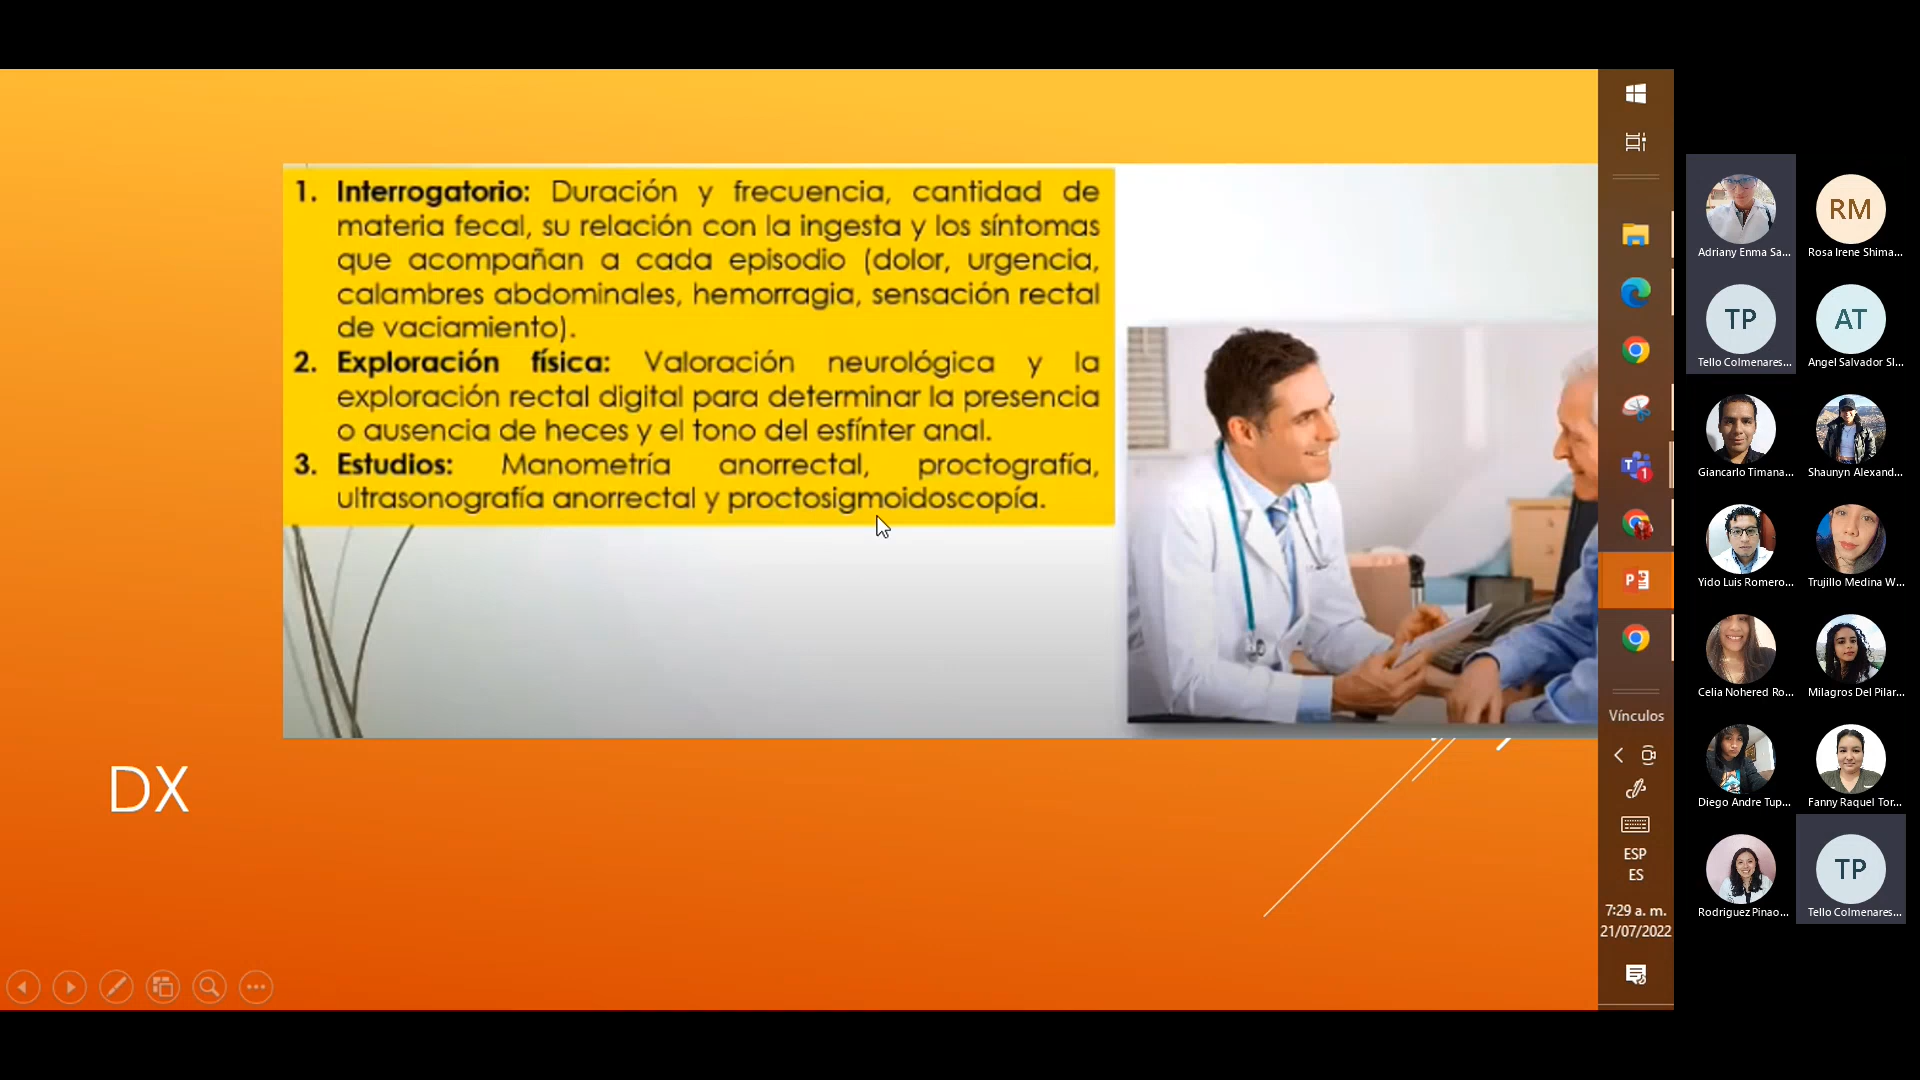 1. Interrogatorio: Duración y frecuencia, cantidad de
materia fecal, su relación con la ingesta y los síntomas
que acompañan a cada episodio (dolor, urgencia,
calambres abdominales, hemorragia, sensación rectal
de vaciamiento).
2. Exploración física: Valoración neurológica y la
exploración rectal digital para determinar la presencia
o ausencia de heces y el tono del esfínter anal.
3. Estudios: Manometría anorrectal, proctografía,
ultrasonografía anorrectal y proctosigmoidoscopía.
DX
Vínculos
ESP
ES
7:29 a. m.
21/07/2022
RM
Adriany Enma Sa...
Rosa Irene Shima...
TP
AT
Tello Colmenares...
Angel Salvador Sl...
Giancarlo Timana...
Shaunyn Alexand...
Yido Luis Romero...
Trujillo Medina W...
Celia Nohered Ro...
Milagros Del Pilar...
Diego Andre Tup...
Fanny Raquel Tor...
TP
Rodriguez Pinao...
Tello Colmenares...